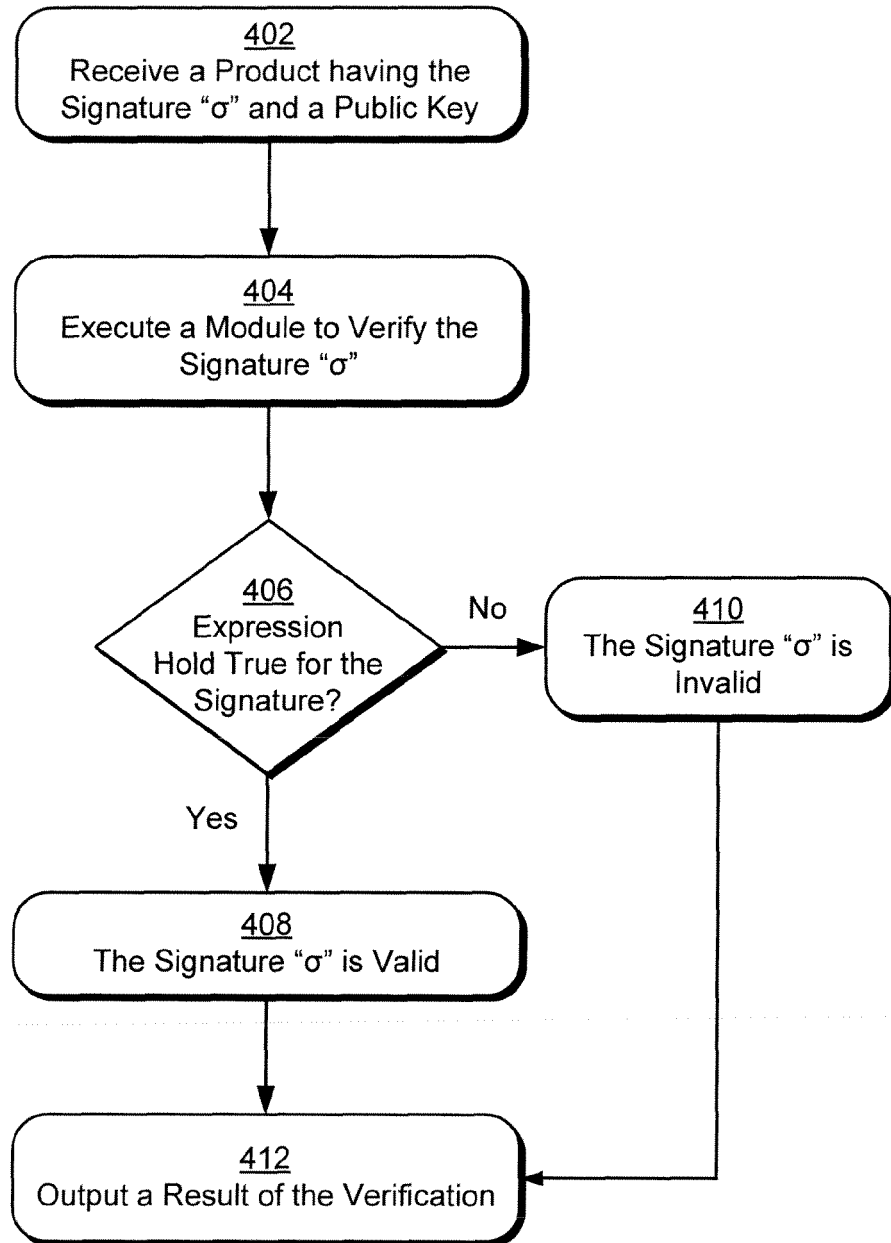 402
Receive a Product having the
Signature “σ” and a Public Key
404
Execute a Module to Verify the
Signature “σ”
406
Expression
Hold True for the
Signature?
No
410
The Signature “σ” is
Invalid
Yes
408
The Signature “σ” is Valid
412
Output a Result of the Verification